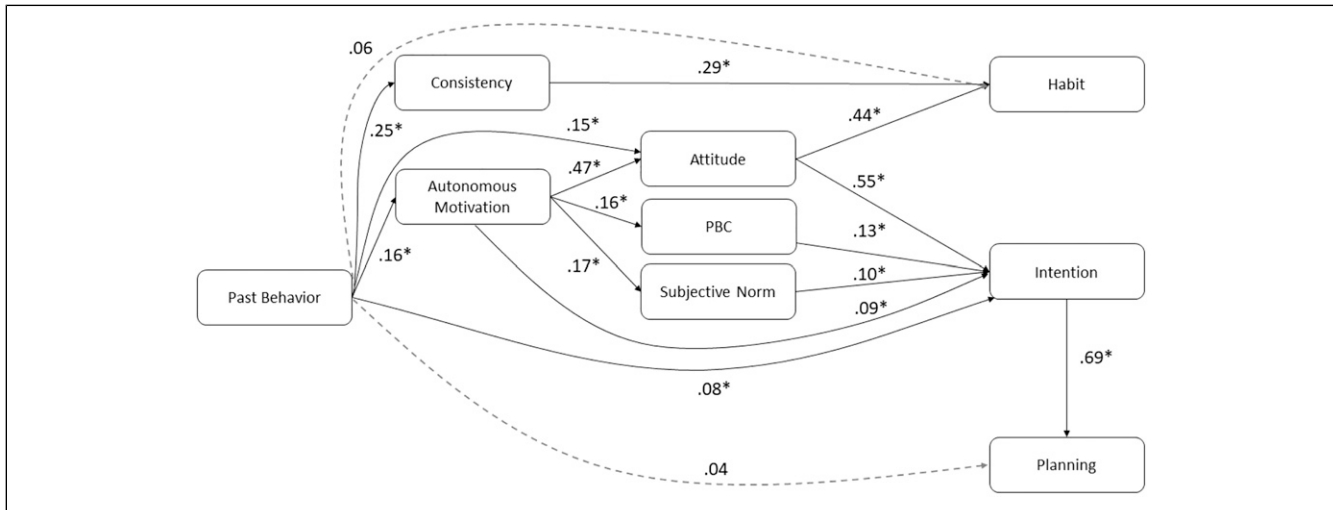 .06
Consistency
.29*
Habit
.25*
.15*
.44*
Attitude
.47*
Autonomous
Motivation
.55*
.16*
PBC
.13*
.16*
.17*
Subjective Norm
.10*
Intention
Past Behavior
.09*
.08*
.69*
.04
Planning